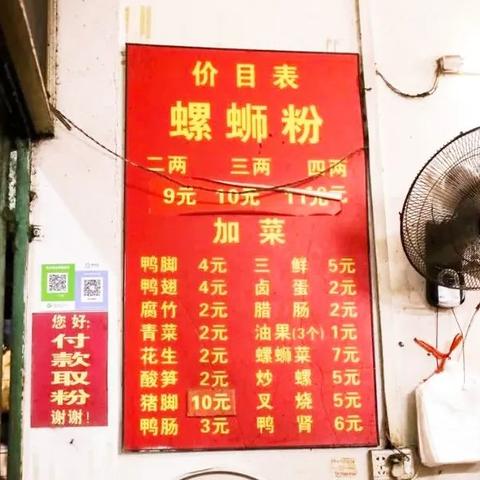 价目表
螺蛳粉
二两 三两 四两
9元 10元 11元
加菜
鸭脚 4元 三鲜 5元
鸭翅 4元 卤蛋 2元
腐竹 2元 腊肠 2元
青菜 2元 油果(3个) 1元
花生 2元 螺蛳菜 7元
酸笋 2元 炒螺 5元
猪脚 10元 叉烧 5元
鸭肠 3元 鸭肾 6元
您好:
付款取粉
谢谢!